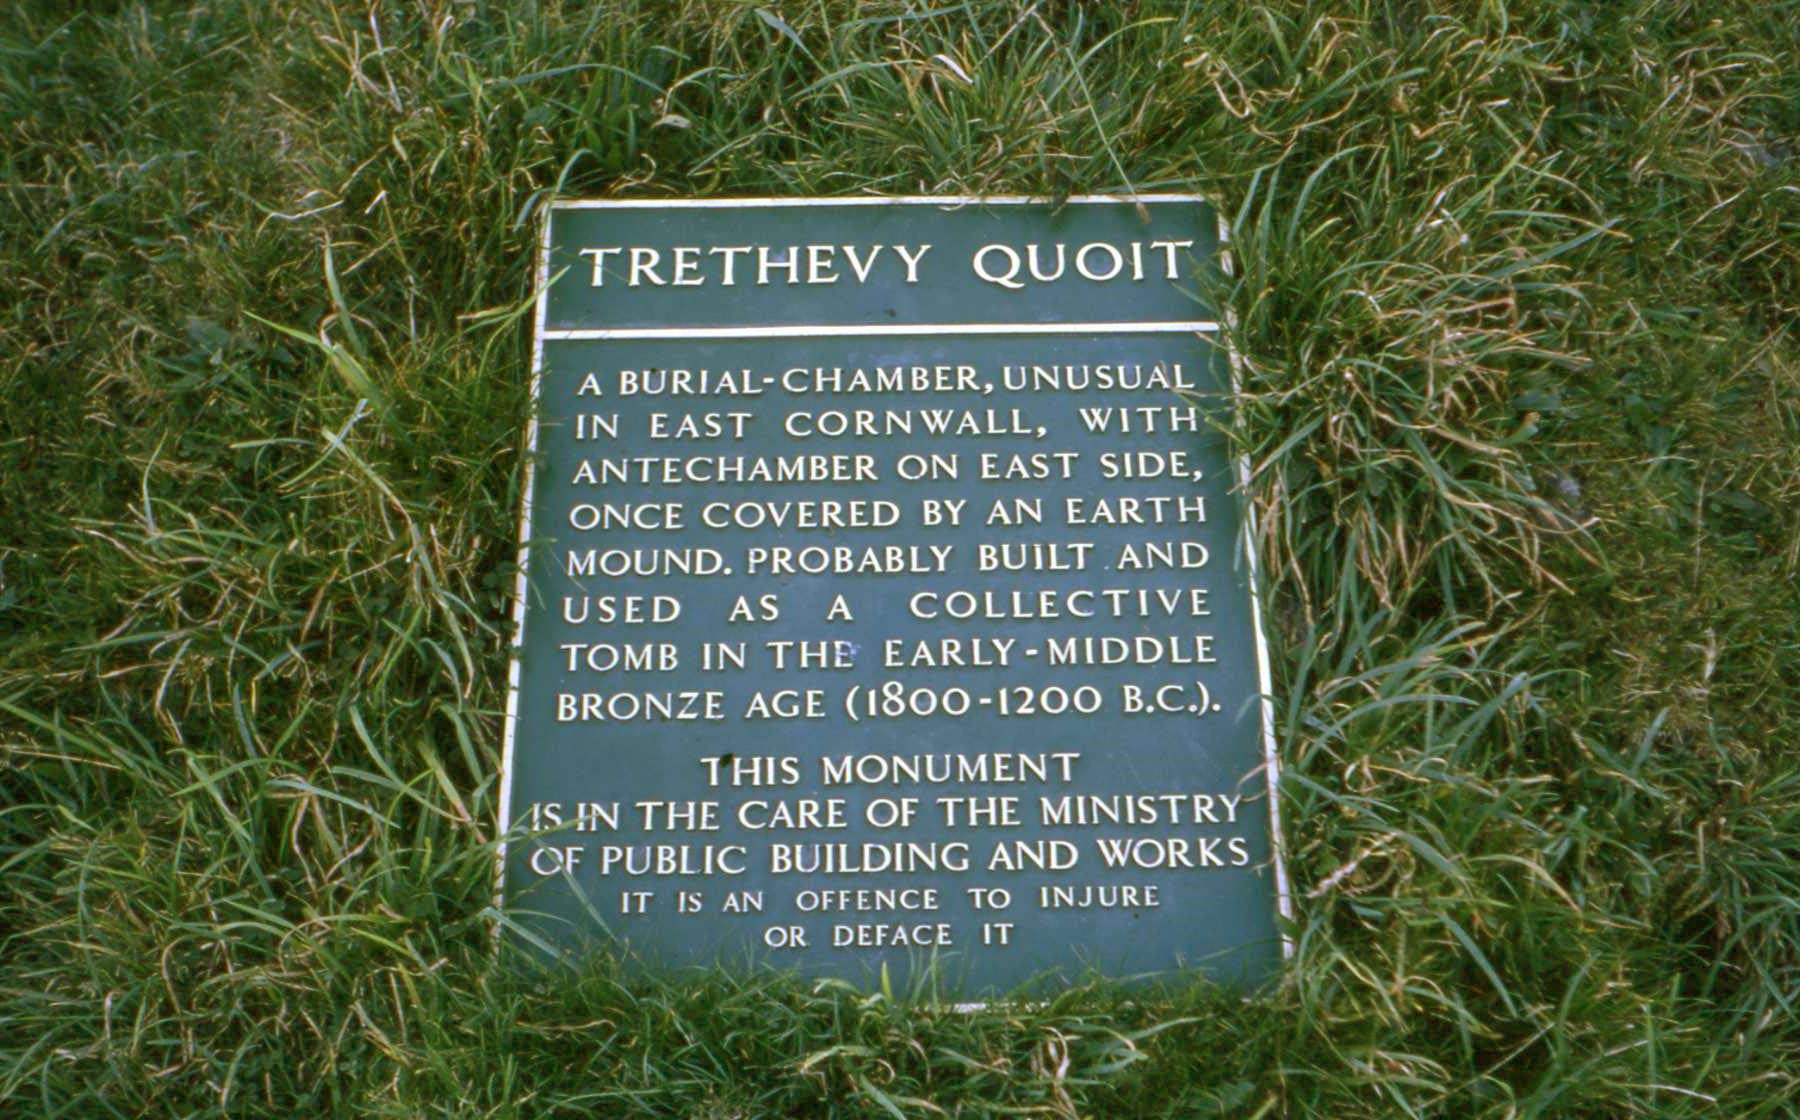 TRETHEVY QUOIT
A BURIAL-CHAMBER, UNUSUAL
IN EAST CORNWALL, WITH
ANTECHAMBER ON EAST SIDE,
ONCE COVERED BY AN EARTH
MOUND. PROBABLY BUILT AND
USED AS A COLLECTIVE
TOMB IN THE EARLY-MIDDLE
BRONZE AGE (1800-1200 B.C.).
THIS MONUMENT
IS IN THE CARE OF THE MINISTRY
OF PUBLIC BUILDING AND WORKS
IT IS AN OFFENCE TO INJURE
OR DEFACE IT